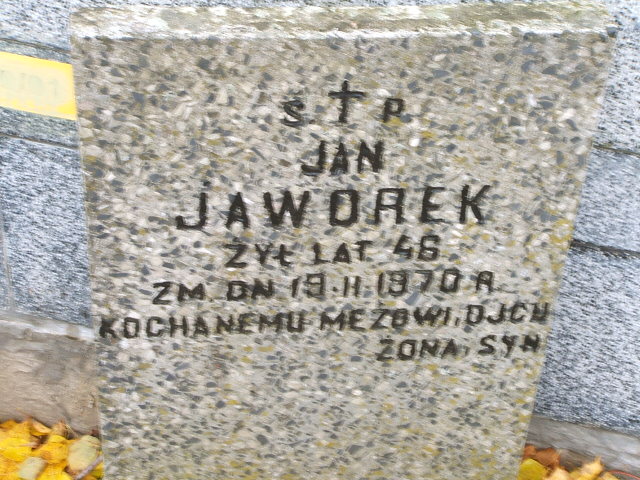 Ś † P
JAN
JAWOREK
ŻYŁ LAT 46
ZM. DN 19.11.1970 R.
KOCHANEMU MĘŻOWI, OJCU
ŻONA, SYN